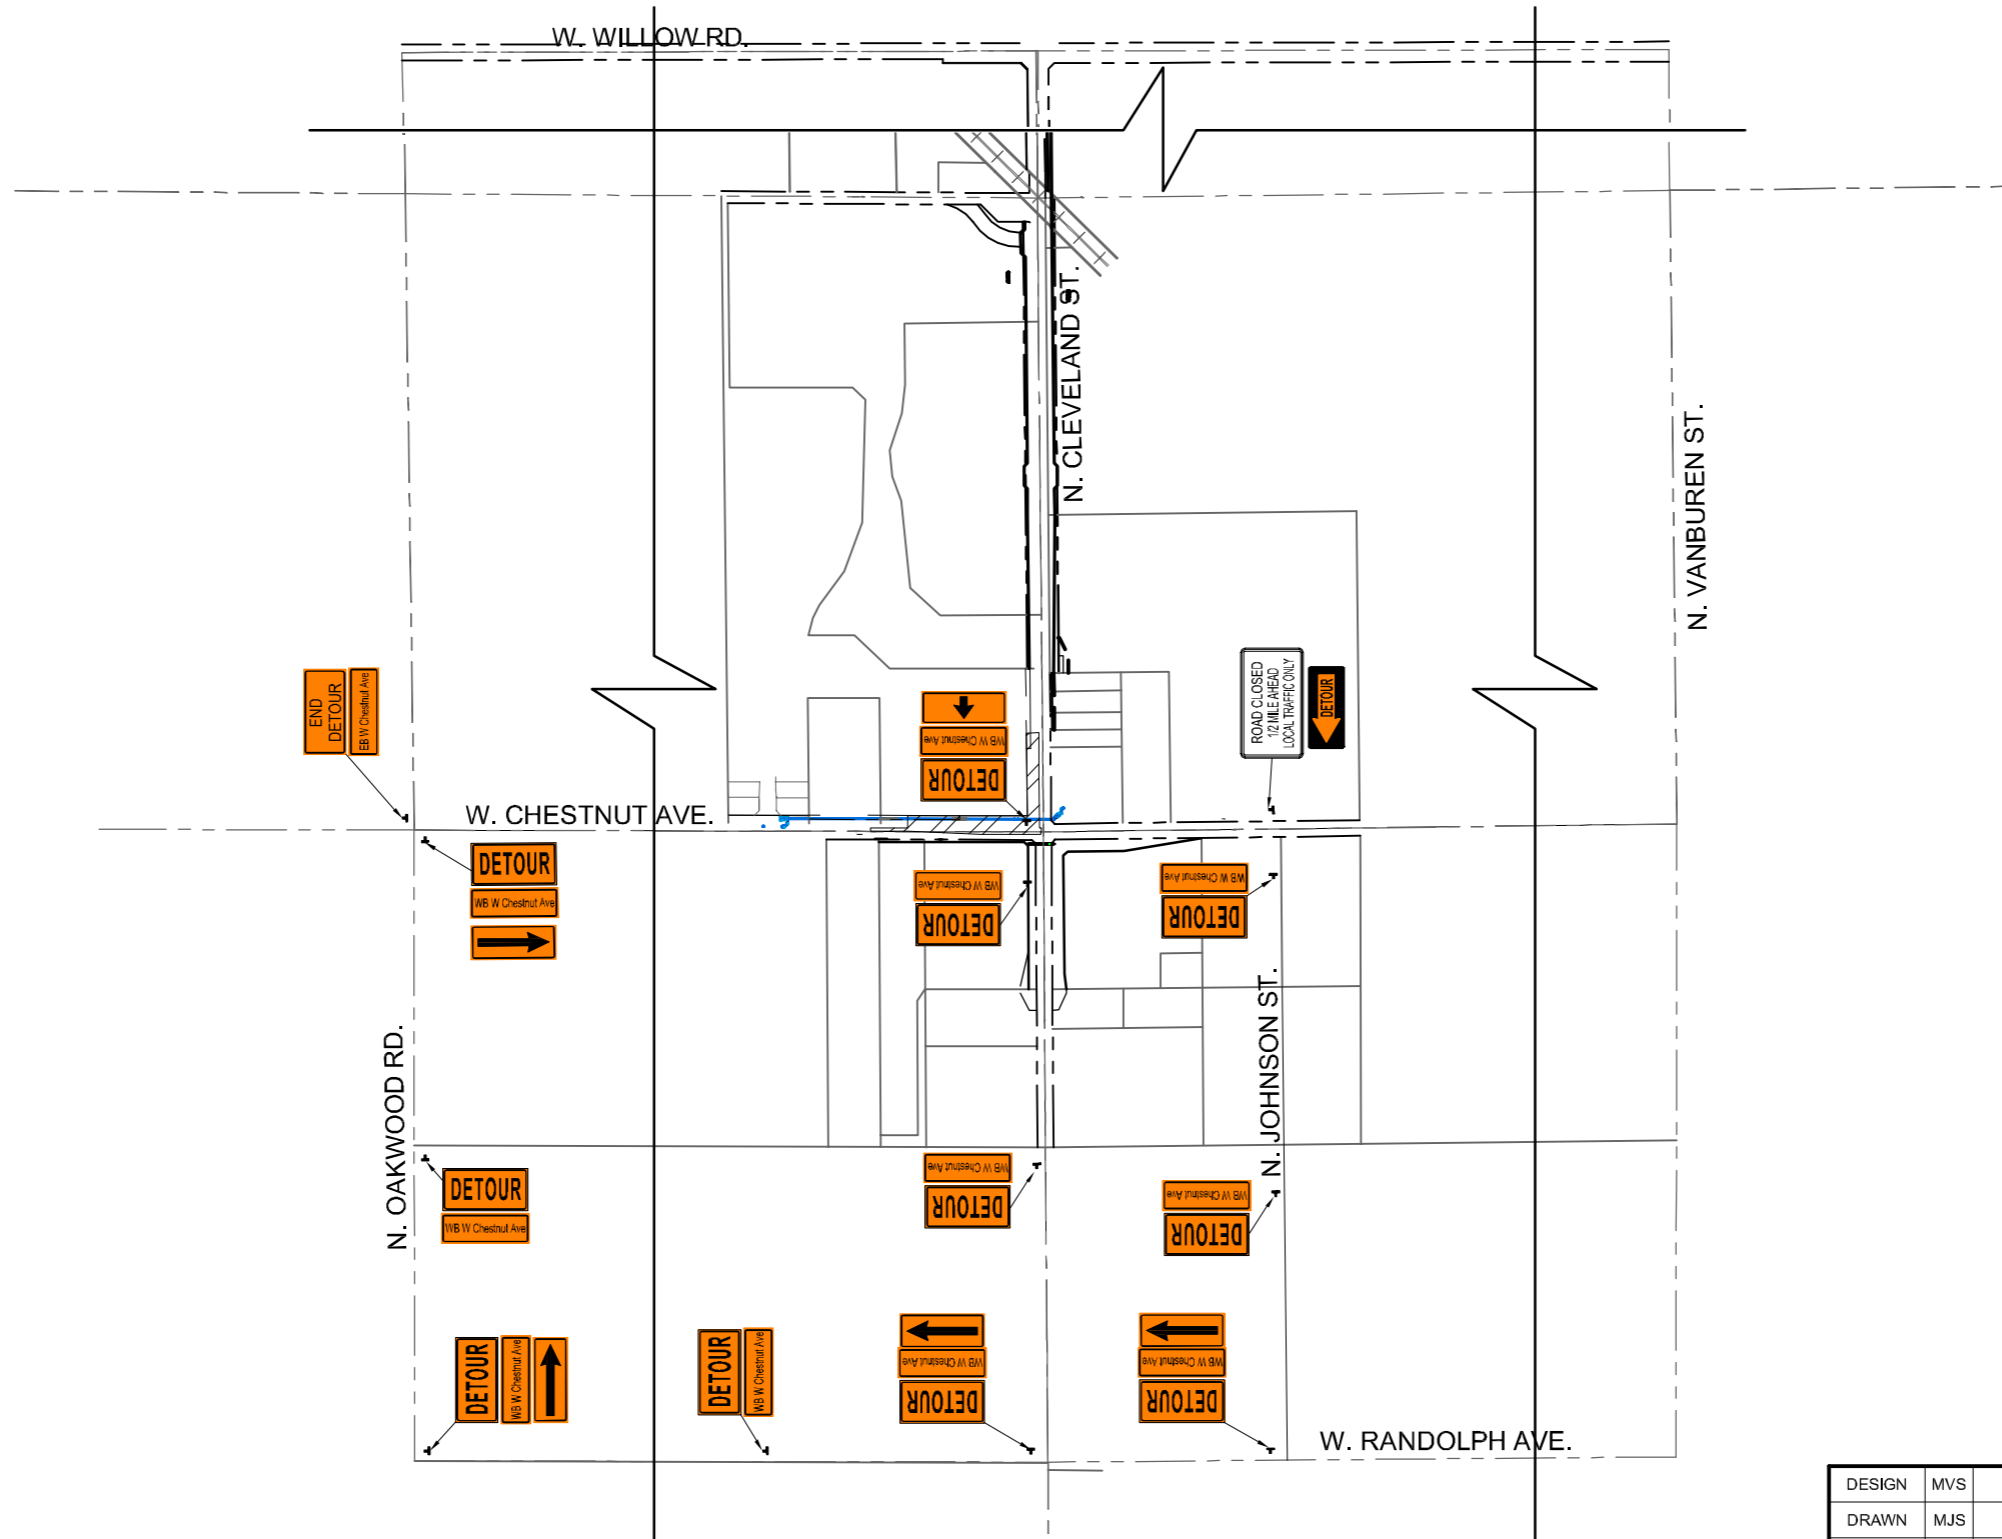 W. WILLOW RD.
N. CLEVELAND ST.
N. VANBUREN ST.
END
DETOUR
EB W Chestnut Ave
WB W Chestnut Ave
DETOUR
ROAD CLOSED
1/2 MILE AHEAD
LOCAL TRAFFIC ONLY
DETOUR
W. CHESTNUT AVE.
DETOUR
WB W Chestnut Ave
WB W Chestnut Ave
DETOUR
WB W Chestnut Ave
DETOUR
N. OAKWOOD RD.
N. JOHNSON ST.
DETOUR
WB W Chestnut Ave
WB W Chestnut Ave
DETOUR
WB W Chestnut Ave
DETOUR
DETOUR
WB W Chestnut Ave
DETOUR
WB W Chestnut Ave
WB W Chestnut Ave
DETOUR
WB W Chestnut Ave
DETOUR
W. RANDOLPH AVE.
DESIGN MVS
DRAWN MJS